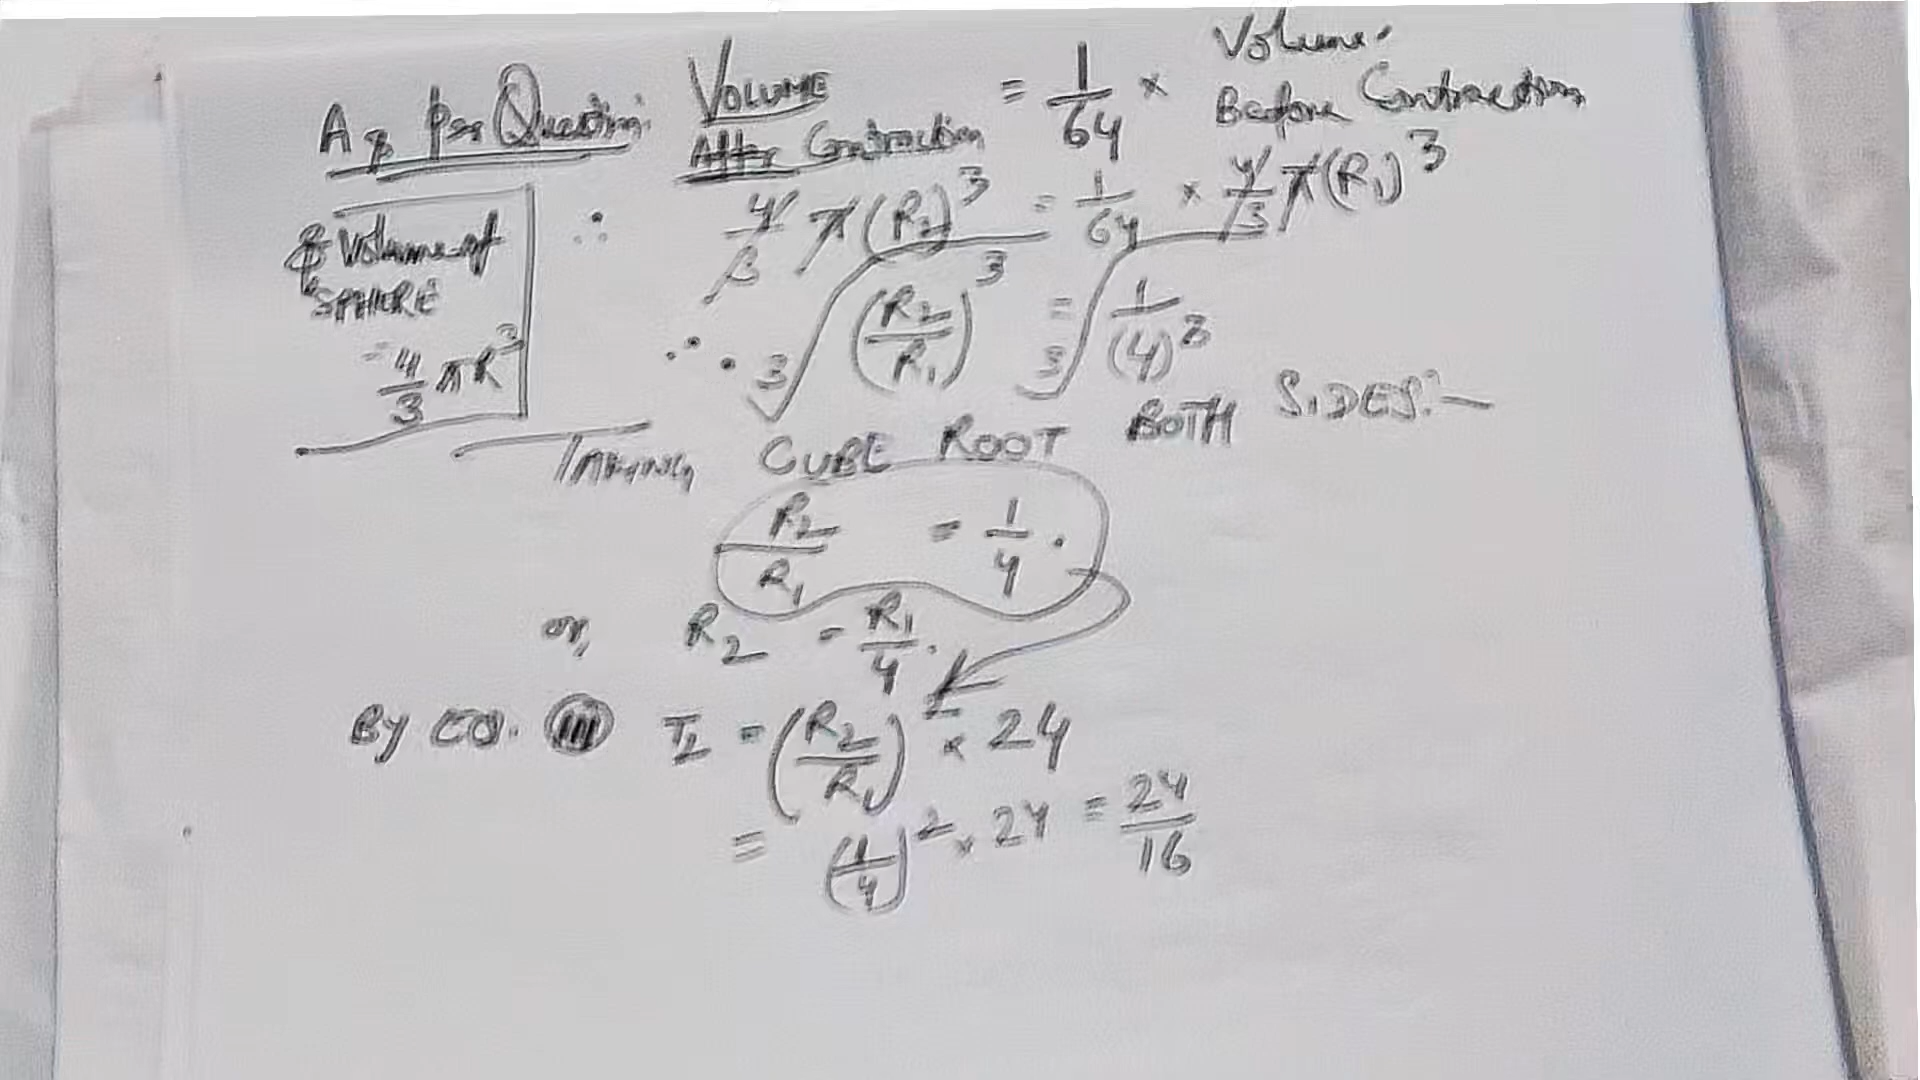 As per Question: Volume After Contraction = 1/64 × Volume Before Contraction
& Volume of SPHERE = 4/3 πR³
∴ 4/3 π(R₂)³ = 1/64 × 4/3 π(R₁)³
∴ ³√(R₂/R₁)³ = ³√1/(4)³
TAKING CUBE ROOT BOTH SIDES:-
R₂/R₁ = 1/4.
or, R₂ = R₁/4.
By EQ. III T₂ = (R₂/R₁)² × 24
= (1/4)² × 24 = 24/16